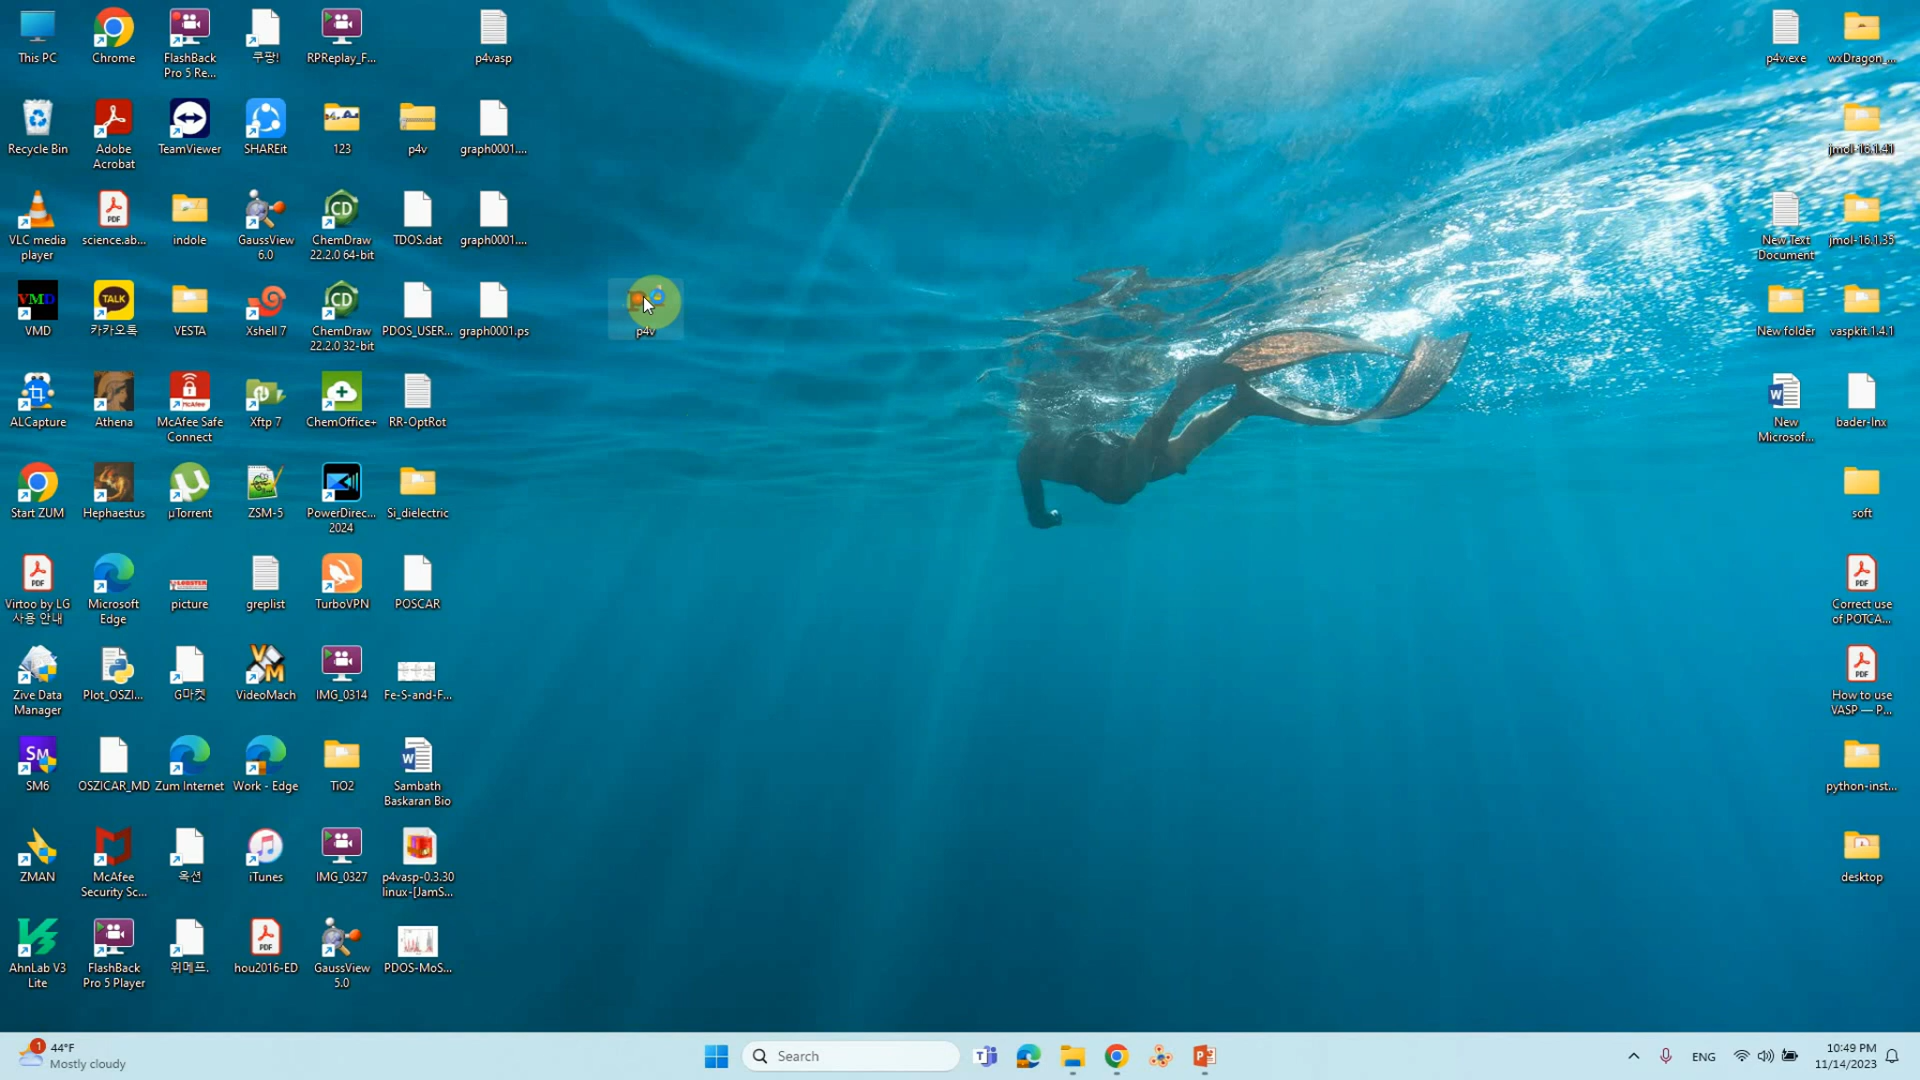 This PC
Chrome
FlashBack
Pro 5 Re...
쿠팡!
RPReplay_F...
p4vasp
p4v.exe
wxDragon_...
Recycle Bin
Adobe
Acrobat
TeamViewer
SHAREit
123
p4v
graph0001....
jmol-16.1.41
VLC media
player
science.ab...
indole
GaussView
6.0
ChemDraw
22.2.0 64-bit
TDOS.dat
graph0001....
New Text
Document
jmol-16.1.35
VMD
VMD
TALK
카카오톡
VESTA
Xshell 7
ChemDraw
22.2.0 32-bit
PDOS_USER...
graph0001.ps
p4v
New folder
vaspkit.1.4.1
ALCapture
Athena
McAfee Safe
Connect
Xftp 7
ChemOffice+
RR-OptRot
New
Microsof...
bader-lnx
Start ZUM
Hephaestus
µTorrent
ZSM-5
PowerDirec...
2024
Si_dielectric
soft
Virtoo by LG
사용 안내
Microsoft
Edge
picture
greplist
TurboVPN
POSCAR
Correct use
of POTCA...
Zive Data
Manager
Plot_OSZI...
G마켓
VideoMach
IMG_0314
Fe-S-and-F...
How to use
VASP — P...
SM6
OSZICAR_MD
Zum Internet
Work - Edge
TiO2
Sambath
Baskaran Bio
python-inst...
ZMAN
McAfee
Security Sc...
옥션
iTunes
IMG_0327
p4vasp-0.3.30
linux-[JamS...
desktop
AhnLab V3
Lite
FlashBack
Pro 5 Player
위메프.
hou2016-ED
GaussView
5.0
PDOS-MoS...
1
44°F
Mostly cloudy
Search
ENG
10:49 PM
11/14/2023